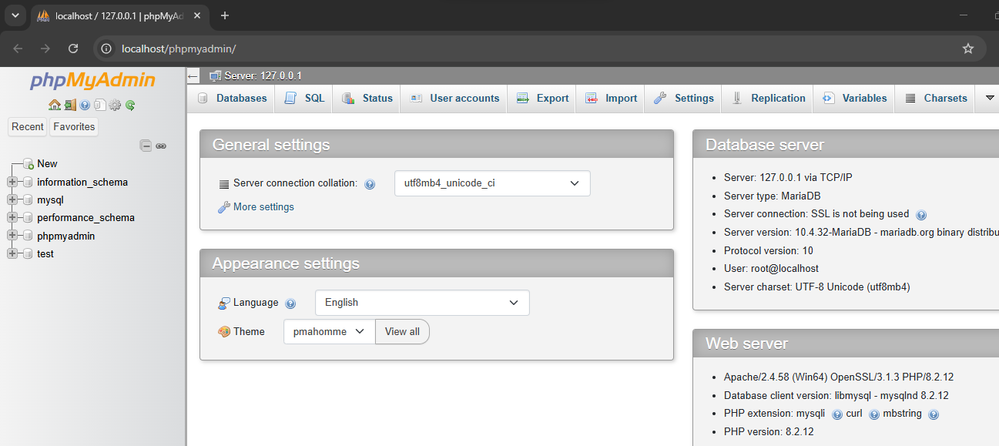 localhost / 127.0.0.1 | phpMyAd
localhost/phpmyadmin/
phpMyAdmin
Recent Favorites
New
information_schema
mysql
performance_schema
phpmyadmin
test
Server: 127.0.0.1
Databases SQL Status User accounts Export Import Settings Replication Variables Charsets
General settings
Server connection collation: utf8mb4_unicode_ci
More settings
Appearance settings
Language English
Theme pmahomme View all
Database server
Server: 127.0.0.1 via TCP/IP
Server type: MariaDB
Server connection: SSL is not being used
Server version: 10.4.32-MariaDB - mariadb.org binary distribu
Protocol version: 10
User: root@localhost
Server charset: UTF-8 Unicode (utf8mb4)
Web server
Apache/2.4.58 (Win64) OpenSSL/3.1.3 PHP/8.2.12
Database client version: libmysql - mysqlnd 8.2.12
PHP extension: mysqli curl mbstring
PHP version: 8.2.12